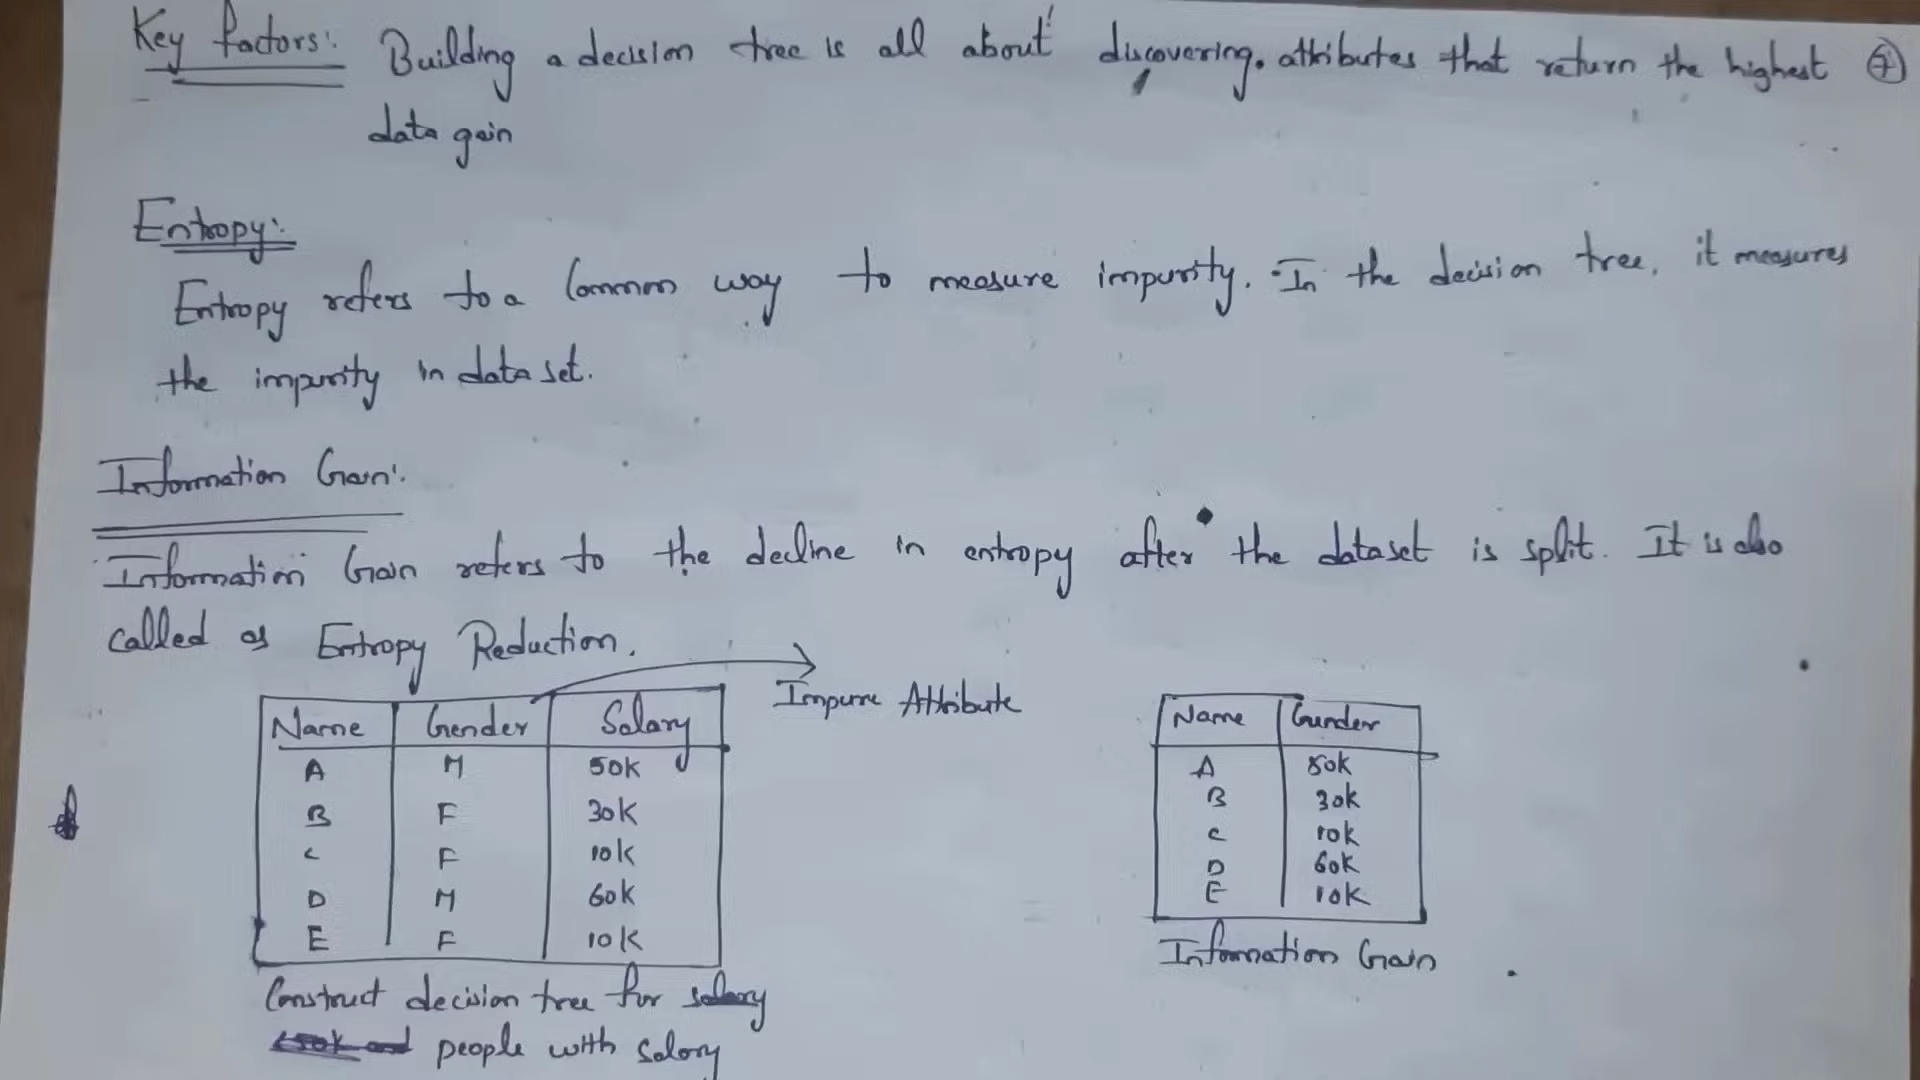 Key factors: Building a decision tree is all about discovering attributes that return the highest 7
data gain
Entropy:
Entropy refers to a Common way to measure impurity. In the decision tree, it measures
the impurity in data set.
Information Gain:
Information Gain refers to the decline in entropy after the dataset is split. It is also
called as Entropy Reduction.
Impure Attribute
Name Gender Salary
A M 50K
B F 30K
C F 10K
D M 60K
E F 10K
Construct decision tree for salary
people with salary
Name Gender
A 50K
B 30K
C 10K
D 60K
E 10K
Information Gain